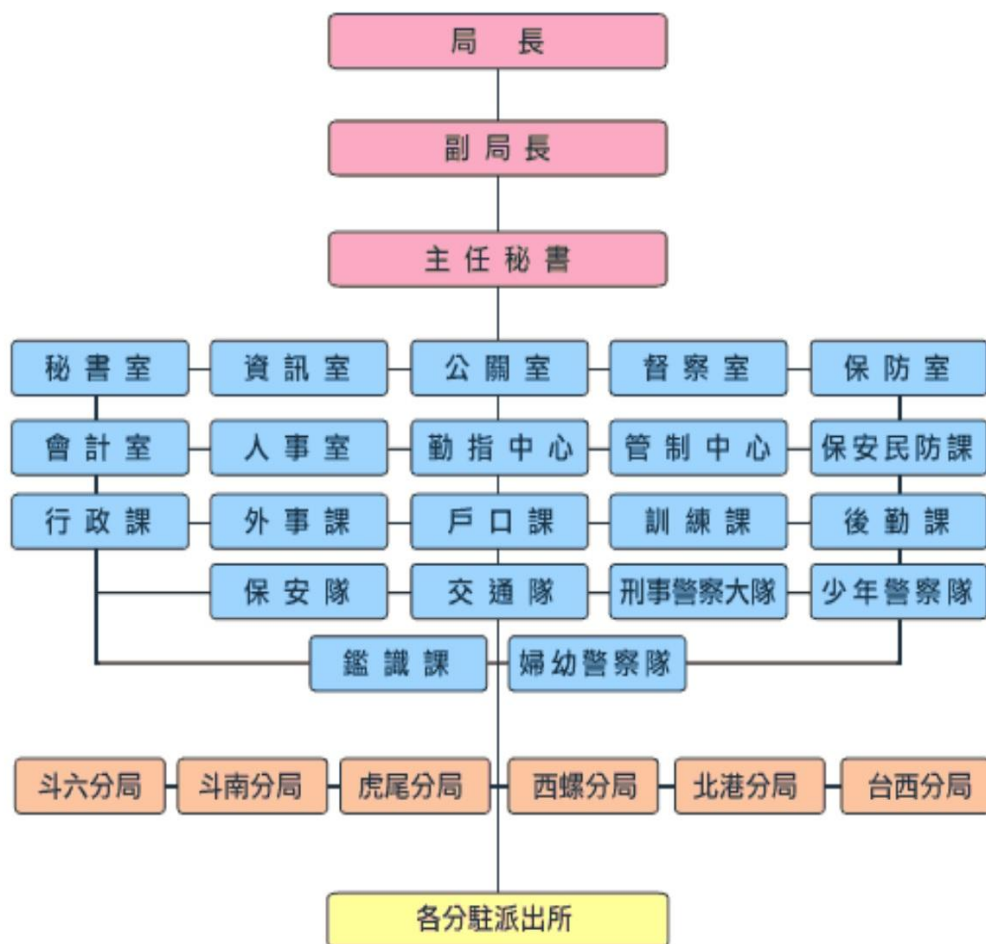 局長
副局長
主任秘書
秘書室 資訊室 公關室 督察室 保防室
會計室 人事室 勤指中心 管制中心 保安民防課
行政課 外事課 戶口課 訓練課 後勤課
保安隊 交通隊 刑事警察大隊 少年警察隊
鑑識課 婦幼警察隊
斗六分局 斗南分局 虎尾分局 西螺分局 北港分局 台西分局
各分駐派出所